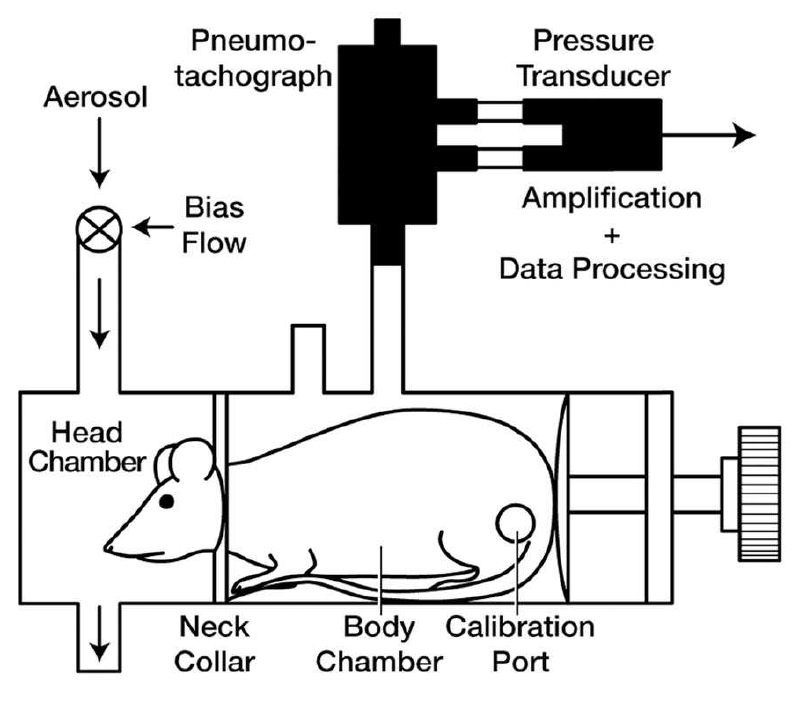 Pneumo-
tachograph
Pressure
Transducer
Aerosol
Bias
Flow
Amplification
+
Data Processing
Head
Chamber
Neck
Collar
Body
Chamber
Calibration
Port